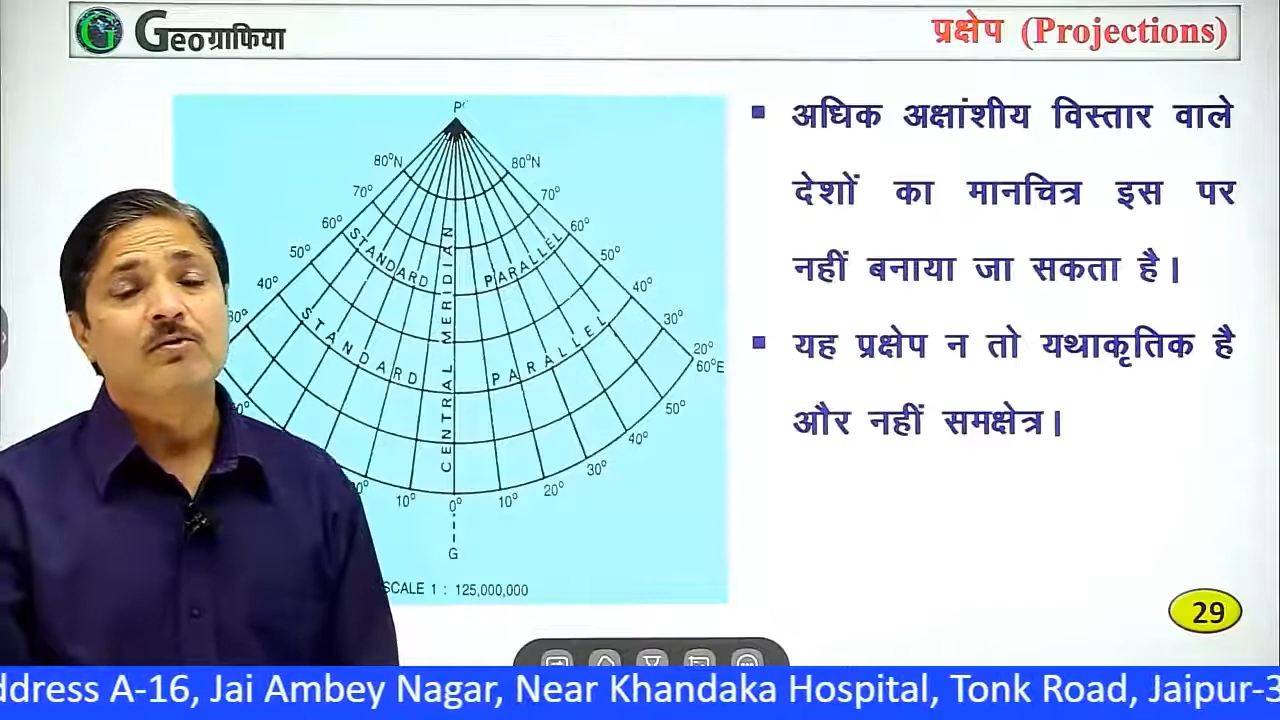 Geoग्राफिया
प्रक्षेप (Projections)
P
80°N 80°N
70° 70°
60° 60°
50° 50°
40° 40°
30° 30°
20°
60°E
STANDARD PARALLEL
STANDARD PARALLEL
CENTRAL MERIDIAN
50°
40°
30°
10° 0° 10° 20°
G
SCALE 1 : 125,000,000
▪ अधिक अक्षांशीय विस्तार वाले
देशों का मानचित्र इस पर
नहीं बनाया जा सकता है।
▪ यह प्रक्षेप न तो यथाकृतिक है
और नहीं समक्षेत्र।
29
ddress A-16, Jai Ambey Nagar, Near Khandaka Hospital, Tonk Road, Jaipur-3